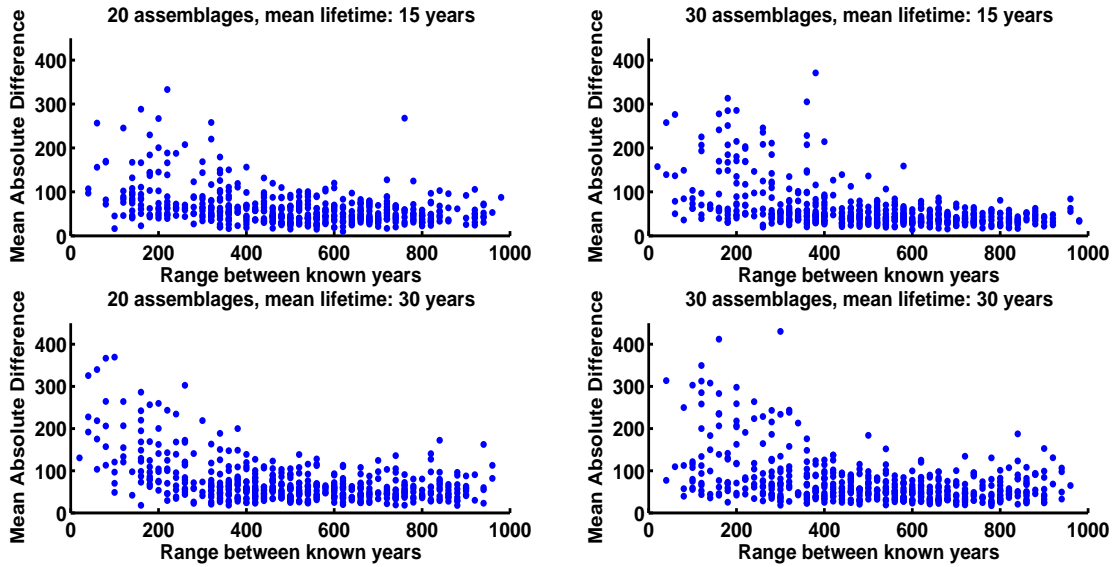 20 assemblages, mean lifetime: 15 years
Mean Absolute Difference
400
300
200
100
0
0 200 400 600 800 1000
Range between known years
30 assemblages, mean lifetime: 15 years
Mean Absolute Difference
400
300
200
100
0
0 200 400 600 800 1000
Range between known years
20 assemblages, mean lifetime: 30 years
Mean Absolute Difference
400
300
200
100
0
0 200 400 600 800 1000
Range between known years
30 assemblages, mean lifetime: 30 years
Mean Absolute Difference
400
300
200
100
0
0 200 400 600 800 1000
Range between known years